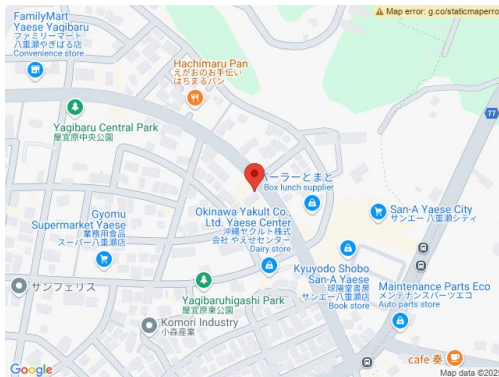 FamilyMart
Yaese Yagibaru
ファミリーマート
八重瀬やぎばる店
Convenience store
Map error: g.co/staticmaperro
Hachimaru Pan
えがおのお手伝い
はちまるパン
77
Yagibaru Central Park
屋宜原中央公園
パーラーとまと
Box lunch supplier
Okinawa Yakult Co.,
Ltd. Yaese Center
沖縄ヤクルト株式
会社 やえせセンター
Dairy store
San-A Yaese City
サンエー 八重瀬シティ
Gyomu
Supermarket Yaese
業務用食品
スーパー八重瀬店
Kyuyodo Shobo
San-A Yaese
球陽堂書房
サンエー八重瀬店
Book store
サンフェリス
Yagibaruhigashi Park
屋宜原東公園
Maintenance Parts Eco
メンテナンスパーツエコ
Auto parts store
Komori Industry
小森産業
cafe 奏
Google
Map data ©202